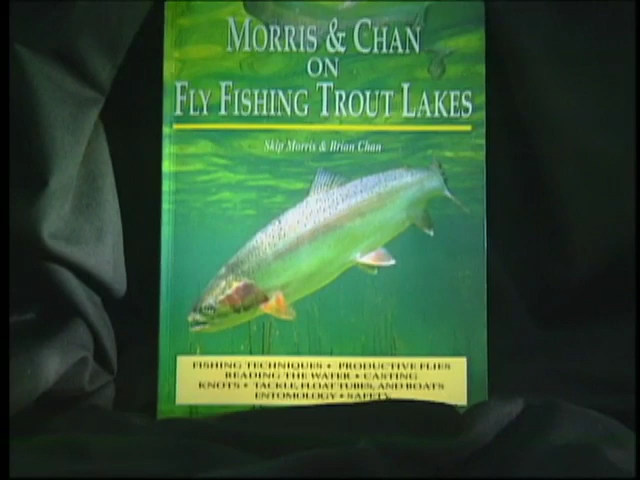 MORRIS & CHAN
ON
FLY FISHING TROUT LAKES
Skip Morris & Brian Chan
FISHING TECHNIQUES • PRODUCTIVE FLIES
READING THE WATER • CASTING
KNOTS • TACKLE, FLOAT TUBES, AND BOATS
ENTOMOLOGY • SAFETY